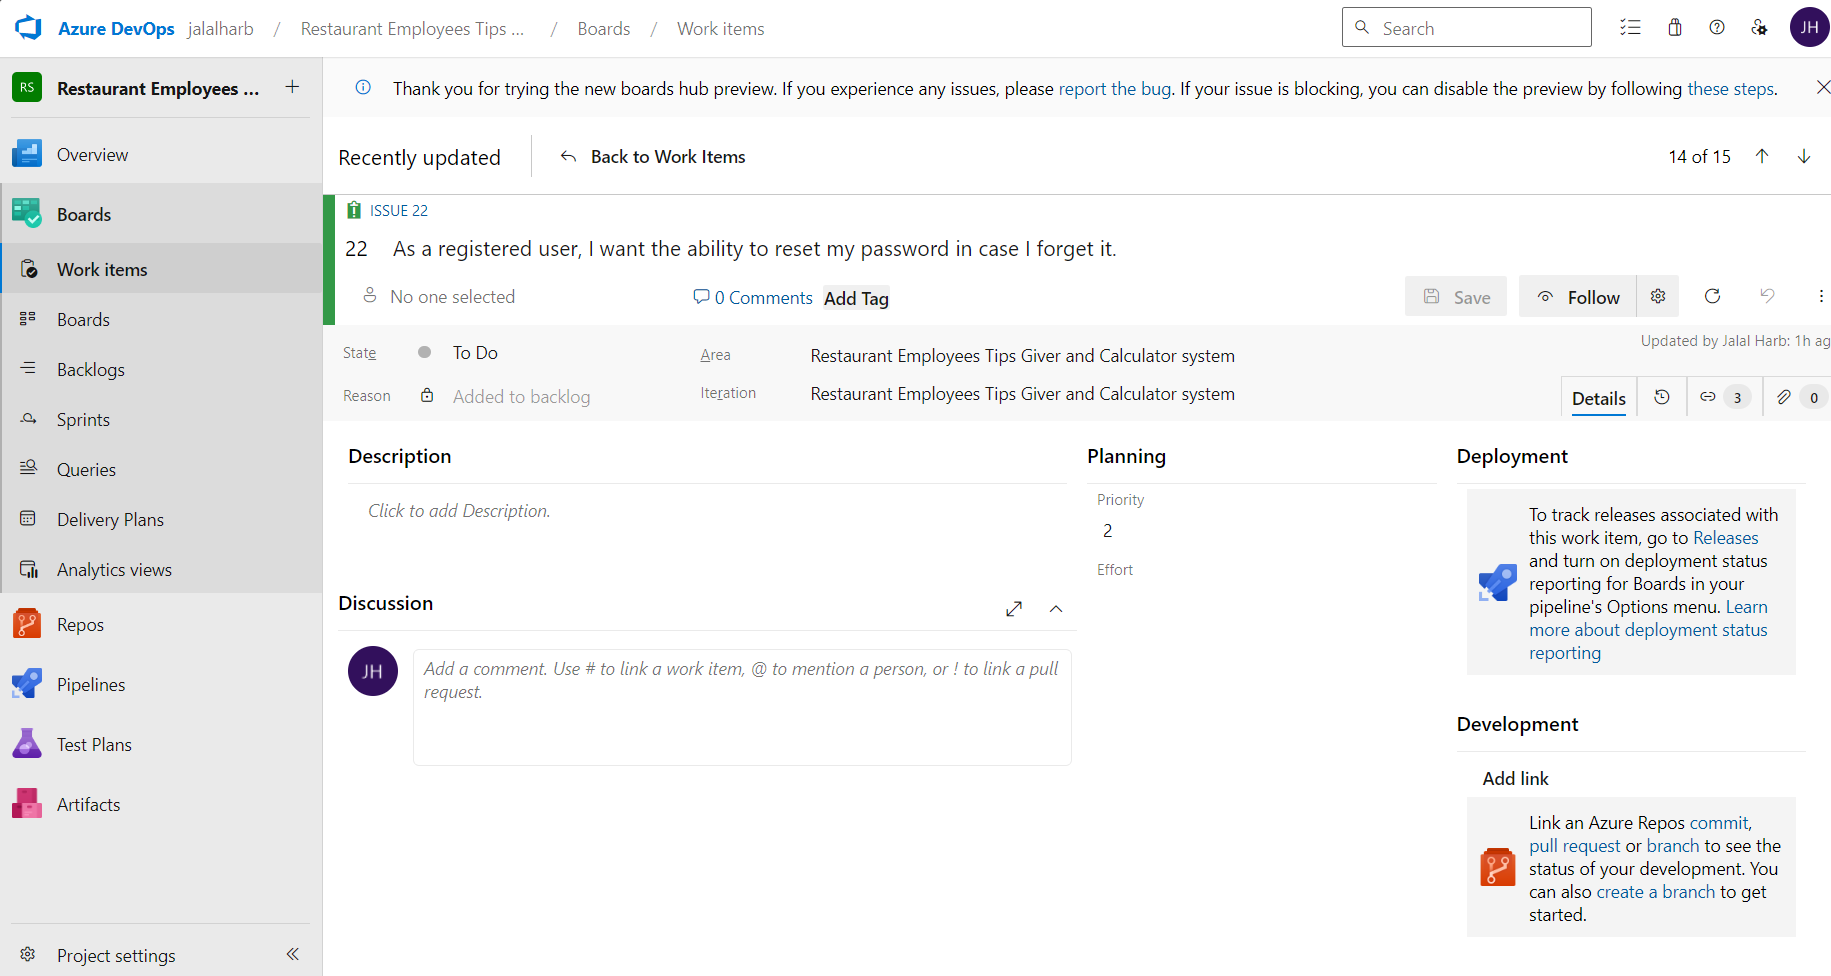 Azure DevOps jalalharb / Restaurant Employees Tips ... / Boards / Work items
Search
JH
RS Restaurant Employees ...
Thank you for trying the new boards hub preview. If you experience any issues, please report the bug. If your issue is blocking, you can disable the preview by following these steps.
Overview
Boards
Work items
Boards
Backlogs
Sprints
Queries
Delivery Plans
Analytics views
Repos
Pipelines
Test Plans
Artifacts
Project settings
Recently updated
Back to Work Items
14 of 15
ISSUE 22
22 As a registered user, I want the ability to reset my password in case I forget it.
No one selected
0 Comments
Add Tag
Save
Follow
State
To Do
Area
Restaurant Employees Tips Giver and Calculator system
Updated by Jalal Harb: 1h ag
Reason
Added to backlog
Iteration
Restaurant Employees Tips Giver and Calculator system
Details
3
0
Description
Click to add Description.
Discussion
JH
Add a comment. Use # to link a work item, @ to mention a person, or ! to link a pull
request.
Planning
Priority
2
Effort
Deployment
To track releases associated with
this work item, go to Releases
and turn on deployment status
reporting for Boards in your
pipeline's Options menu. Learn
more about deployment status
reporting
Development
Add link
Link an Azure Repos commit,
pull request or branch to see the
status of your development. You
can also create a branch to get
started.